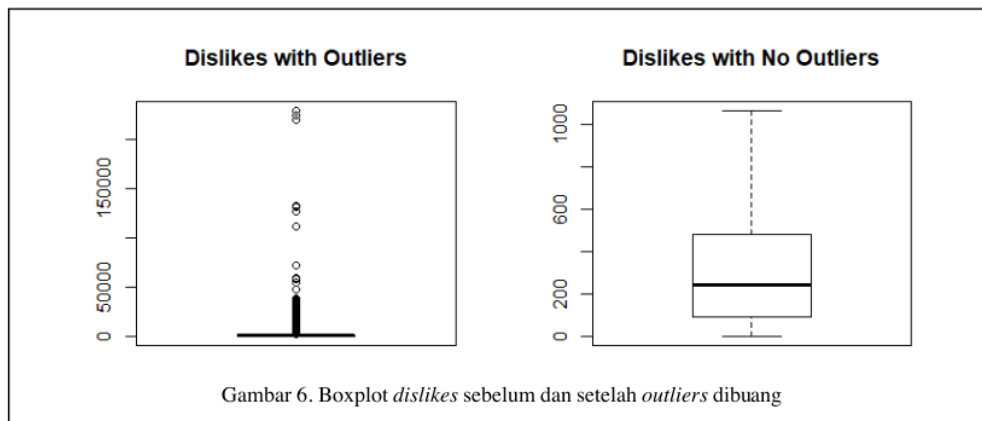 Dislikes with Outliers
150000
50000
0
Dislikes with No Outliers
1000
600
200
0
Gambar 6. Boxplot dislikes sebelum dan setelah outliers dibuang